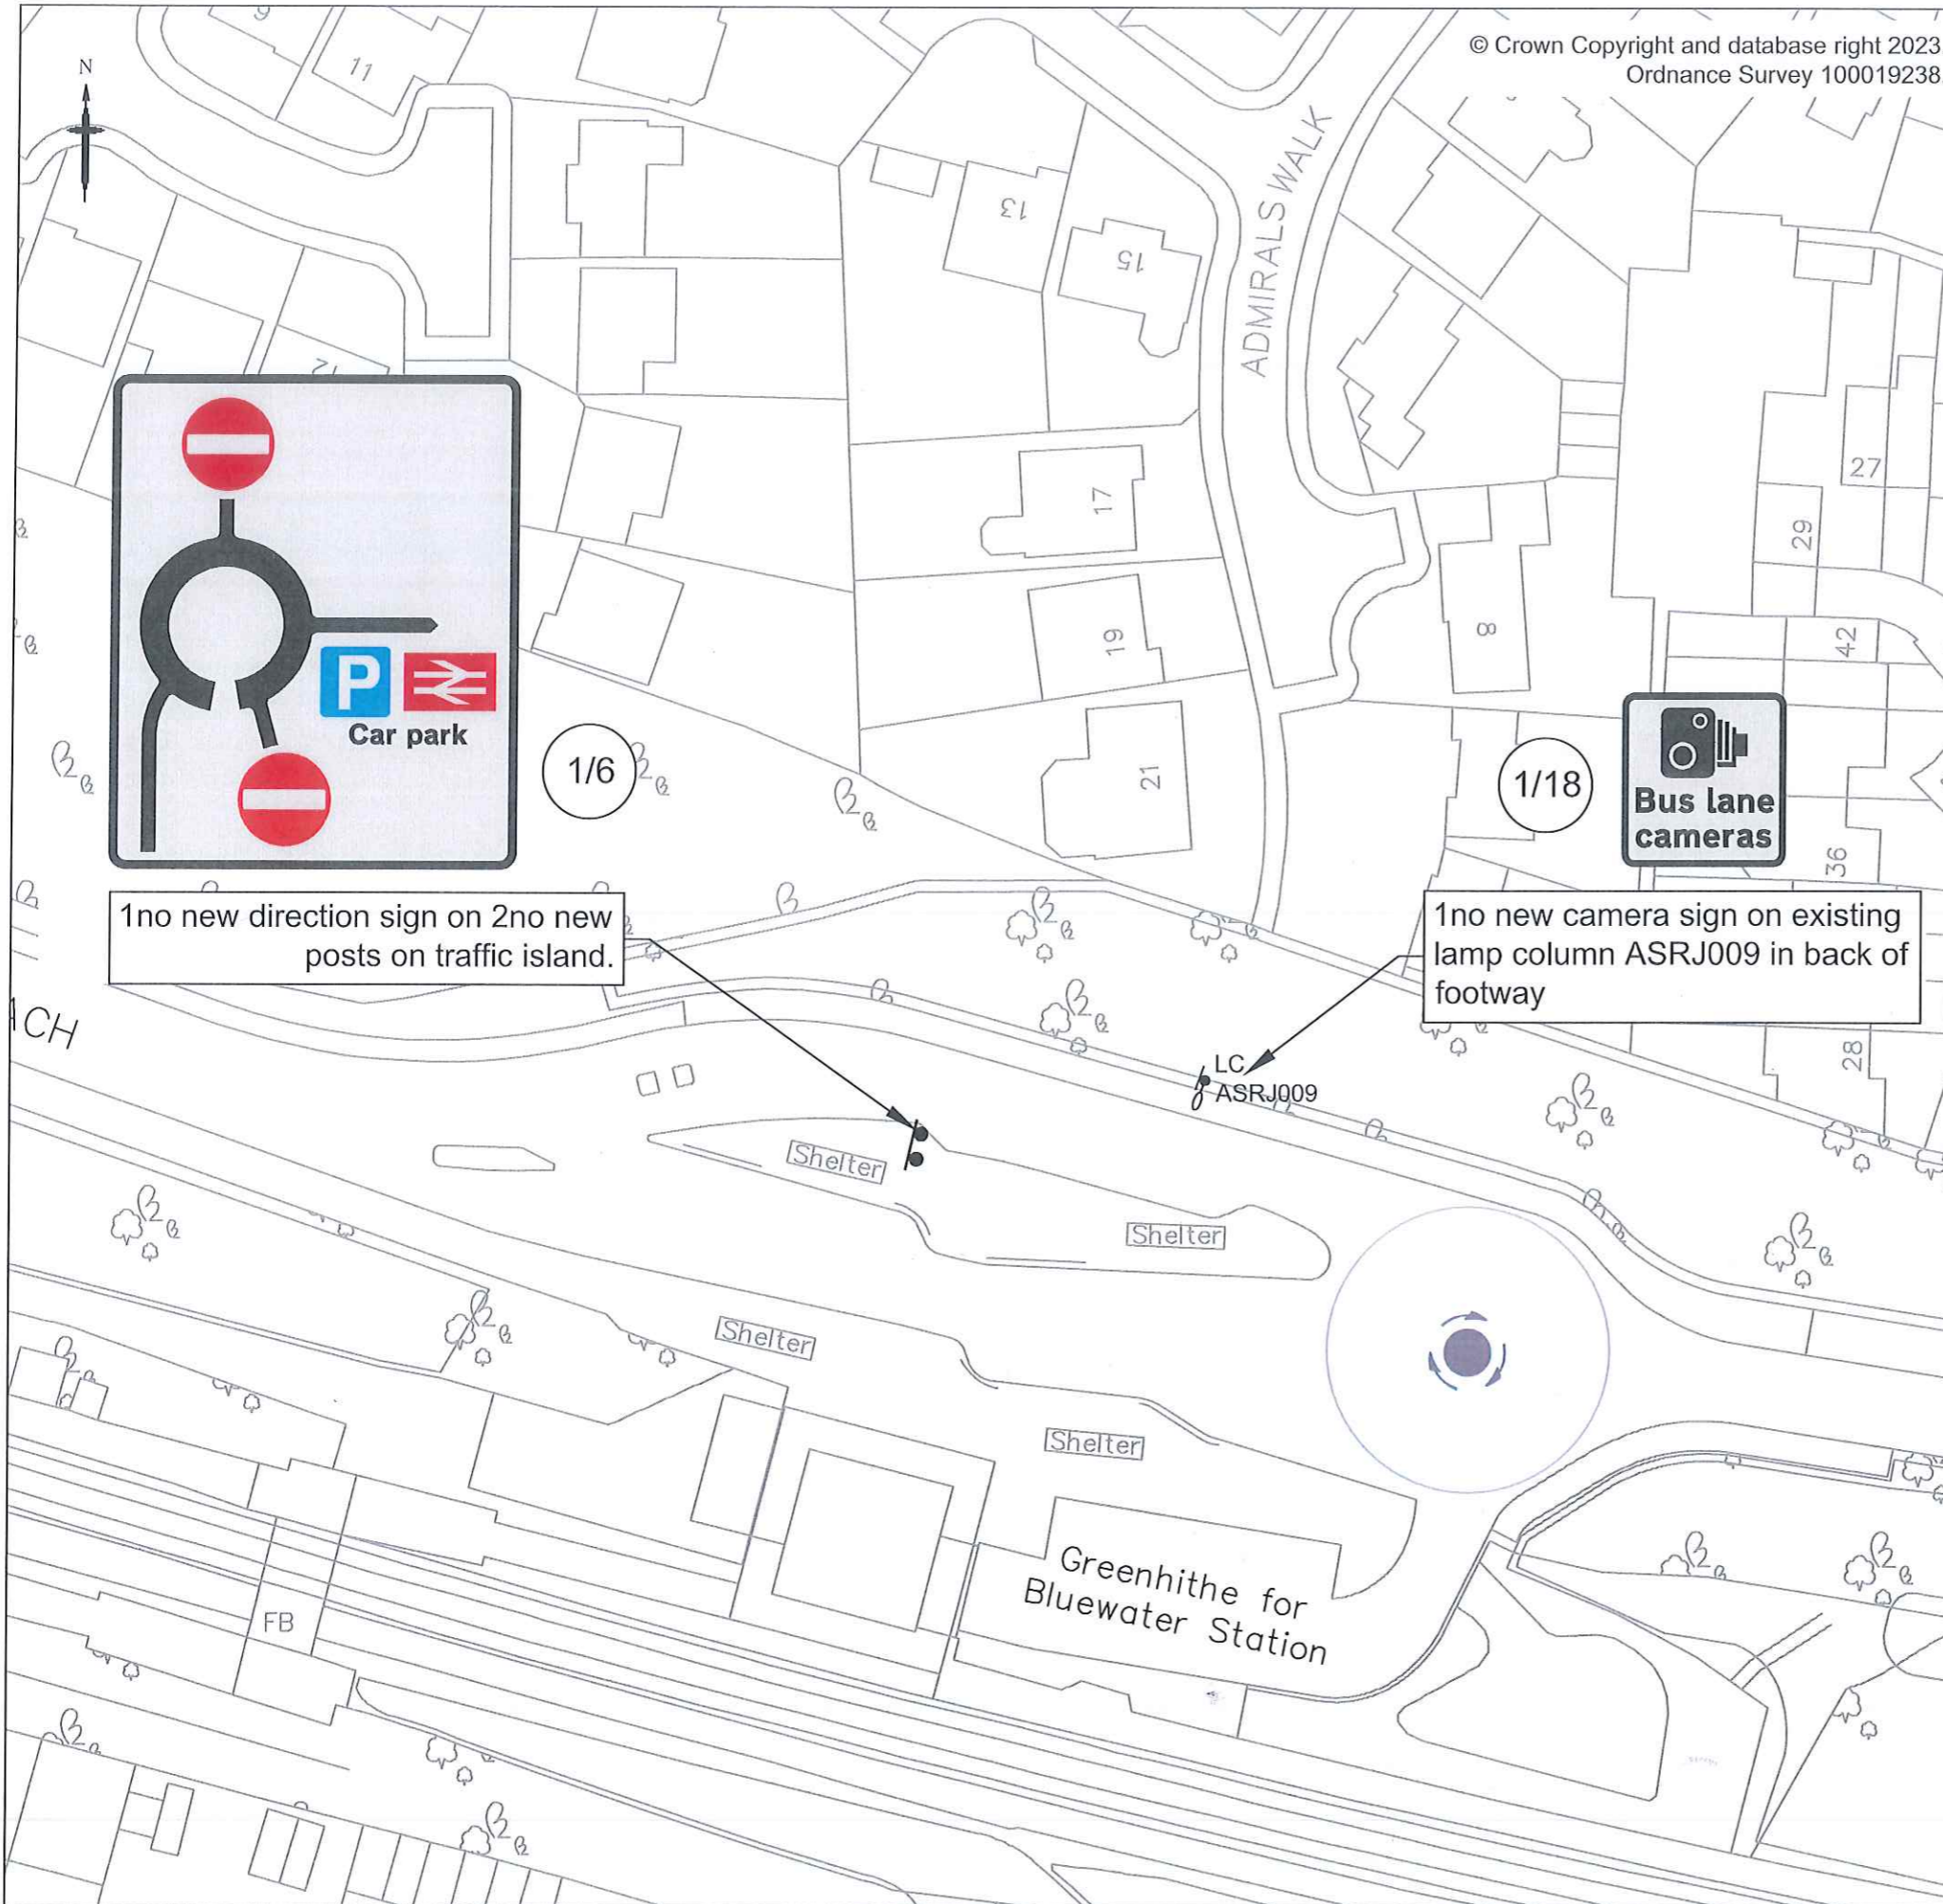 © Crown Copyright and database right 2023
Ordnance Survey 100019238
N
9
11
12
13
15
ADMIRALS WALK
17
19
21
8
27
29
42
36
28
P
Car park
1/6
1/18
Bus lane
cameras
1no new direction sign on 2no new
posts on traffic island.
1no new camera sign on existing
lamp column ASRJ009 in back of
footway
CH
LC
ASRJ009
Shelter
Shelter
Shelter
Shelter
Greenhithe for
Bluewater Station
FB